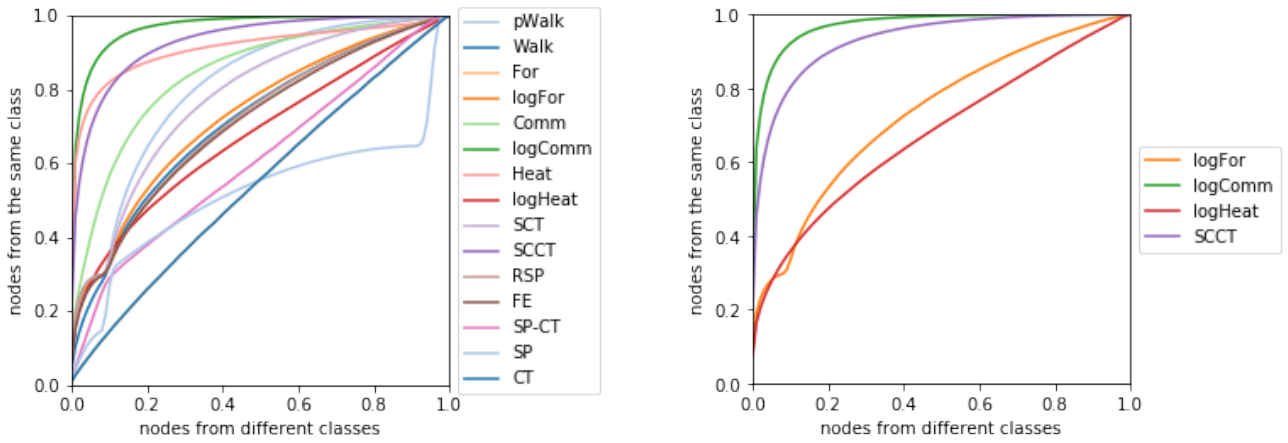 1.0
0.8
0.6
0.4
0.2
0.0
nodes from the same class
0.0 0.2 0.4 0.6 0.8 1.0
nodes from different classes
pWalk
Walk
For
logFor
Comm
logComm
Heat
logHeat
SCT
SCCT
RSP
FE
SP-CT
SP
CT
1.0
0.8
0.6
0.4
0.2
0.0
nodes from the same class
0.0 0.2 0.4 0.6 0.8 1.0
nodes from different classes
logFor
logComm
logHeat
SCCT